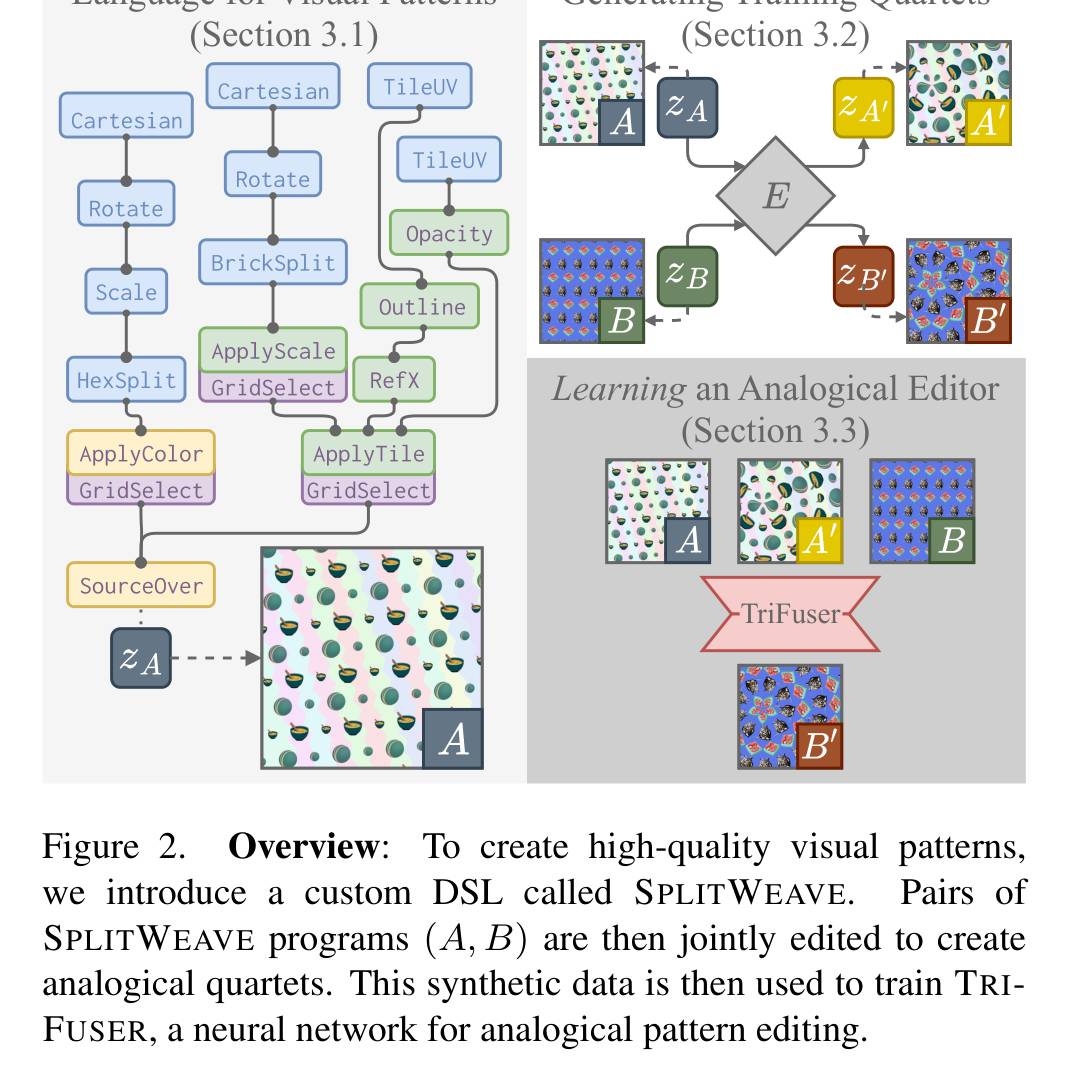 Language for Visual Patterns
(Section 3.1)
Cartesian
Rotate
Scale
HexSplit
ApplyColor
GridSelect
SourceOver
Cartesian
Rotate
BrickSplit
ApplyScale
GridSelect
TileUV
TileUV
Opacity
Outline
RefX
ApplyTile
GridSelect
z_A
A
Generating Training Quartets
(Section 3.2)
A
z_A
z_{A'}
A'
E
B
z_B
z_{B'}
B'
Learning an Analogical Editor
(Section 3.3)
A
A'
B
TriFuser
B'
Figure 2. Overview: To create high-quality visual patterns,
we introduce a custom DSL called SPLITWEAVE. Pairs of
SPLITWEAVE programs (A, B) are then jointly edited to create
analogical quartets. This synthetic data is then used to train TRI-
FUSER, a neural network for analogical pattern editing.